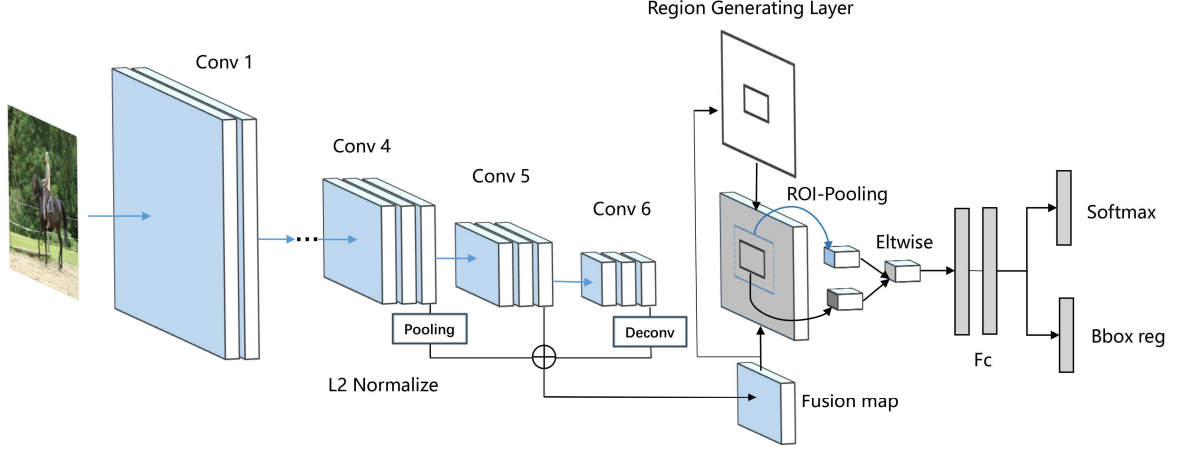 Region Generating Layer
Conv 1
Conv 4
Conv 5
Conv 6
ROI-Pooling
Eltwise
Softmax
Pooling
Deconv
L2 Normalize
Fusion map
Fc
Bbox reg